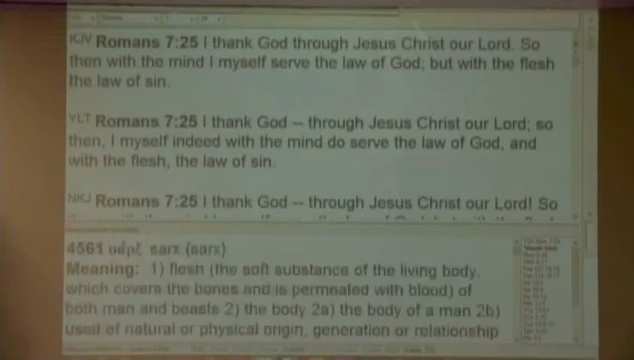 KJV Romans 7:25 I thank God through Jesus Christ our Lord. So
then with the mind I myself serve the law of God; but with the flesh
the law of sin.
YLT Romans 7:25 I thank God -- through Jesus Christ our Lord; so
then, I myself indeed with the mind do serve the law of God, and
with the flesh, the law of sin.
NKJ Romans 7:25 I thank God -- through Jesus Christ our Lord! So
4561 σάρξ sarx (sarx)
Meaning: 1) flesh (the soft substance of the living body,
which covers the bones and is permeated with blood) of
both man and beasts 2) the body 2a) the body of a man 2b)
used of natural or physical origin, generation or relationship